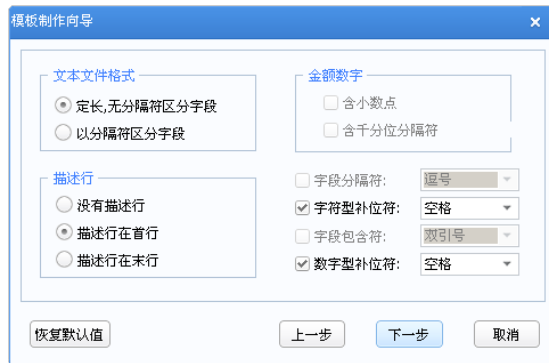 模板制作向导
文本文件格式
定长,无分隔符区分字段
以分隔符区分字段
金额数字
含小数点
含千分位分隔符
描述行
没有描述行
描述行在首行
描述行在末行
字段分隔符: 逗号
字符型补位符: 空格
字段包含符: 双引号
数字型补位符: 空格
恢复默认值 上一步 下一步 取消